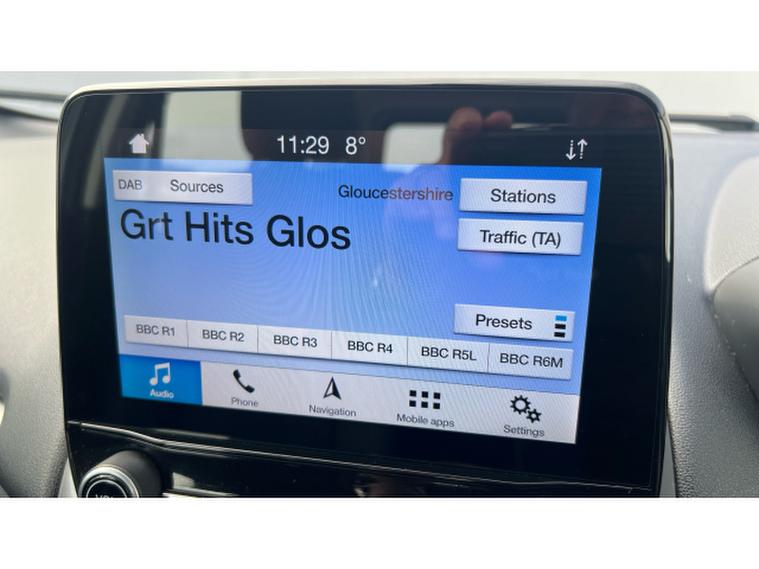 11:29 8°
DAB Sources Gloucestershire Stations
Grt Hits Glos
Traffic (TA)
Presets
BBC R1 BBC R2 BBC R3 BBC R4 BBC R5L BBC R6M
Audio Phone Navigation Mobile apps Settings